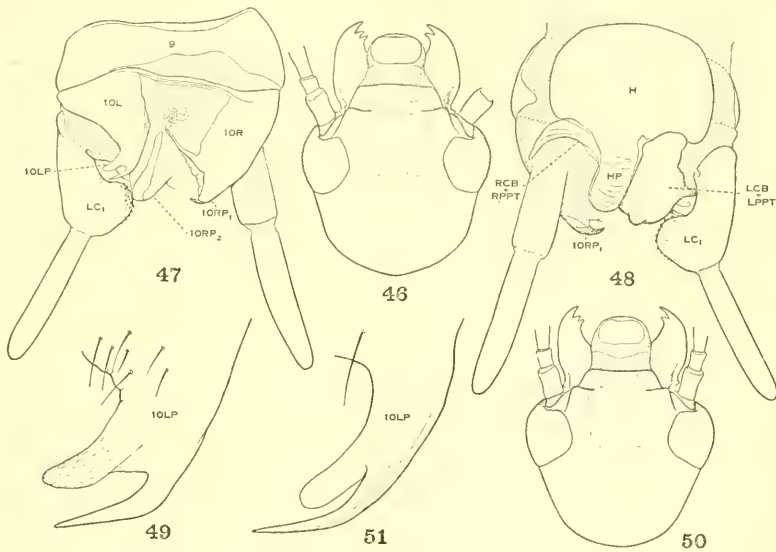 9
10L
10R
10LP
LC₁
10RP₁
10RP₂
47
46
H
HP
RCB
+
RPPT
LCB
+
LPPT
10RP₁
LC₁
48
10LP
49
10LP
51
50